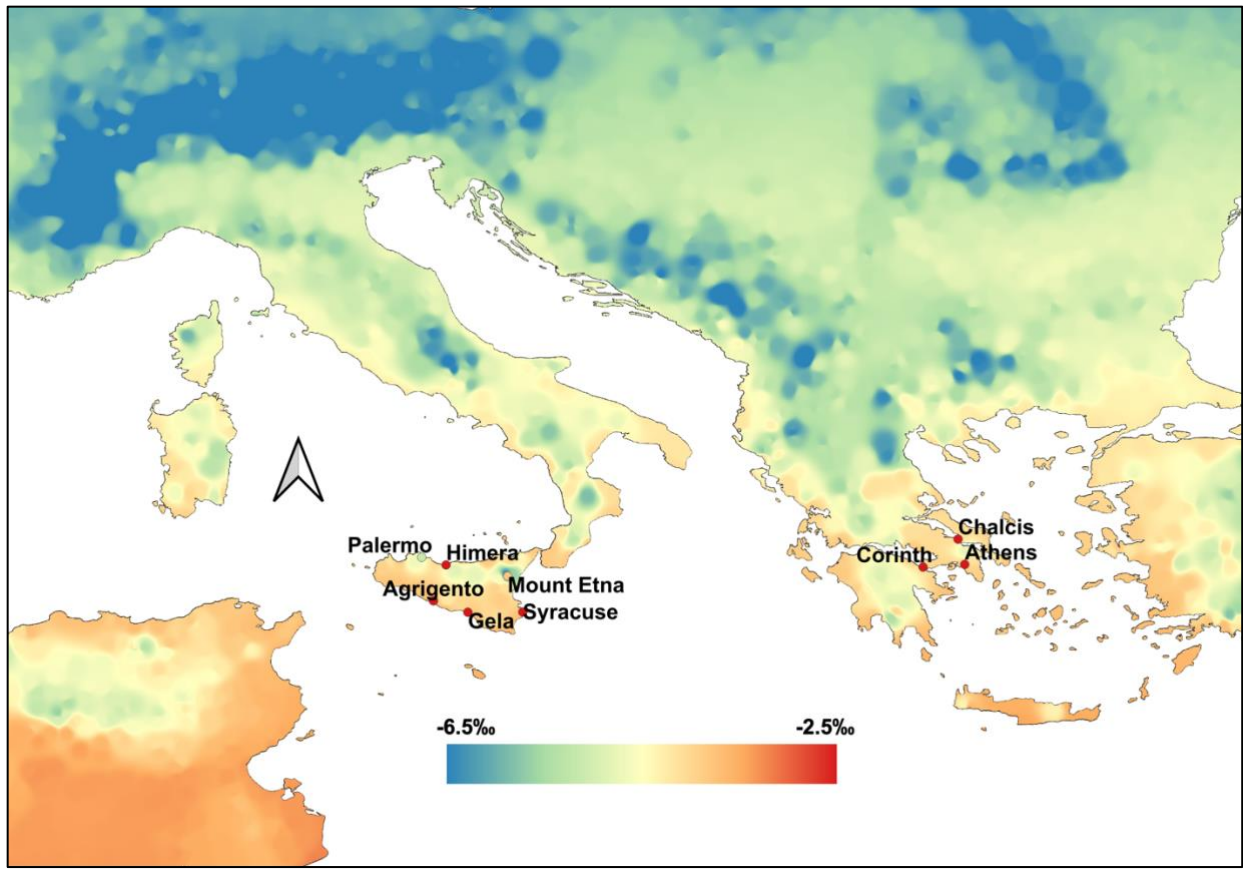 Chalcis
Corinth Athens
Palermo Himera
Mount Etna
Agrigento
Gela Syracuse
-6.5‰ -2.5‰